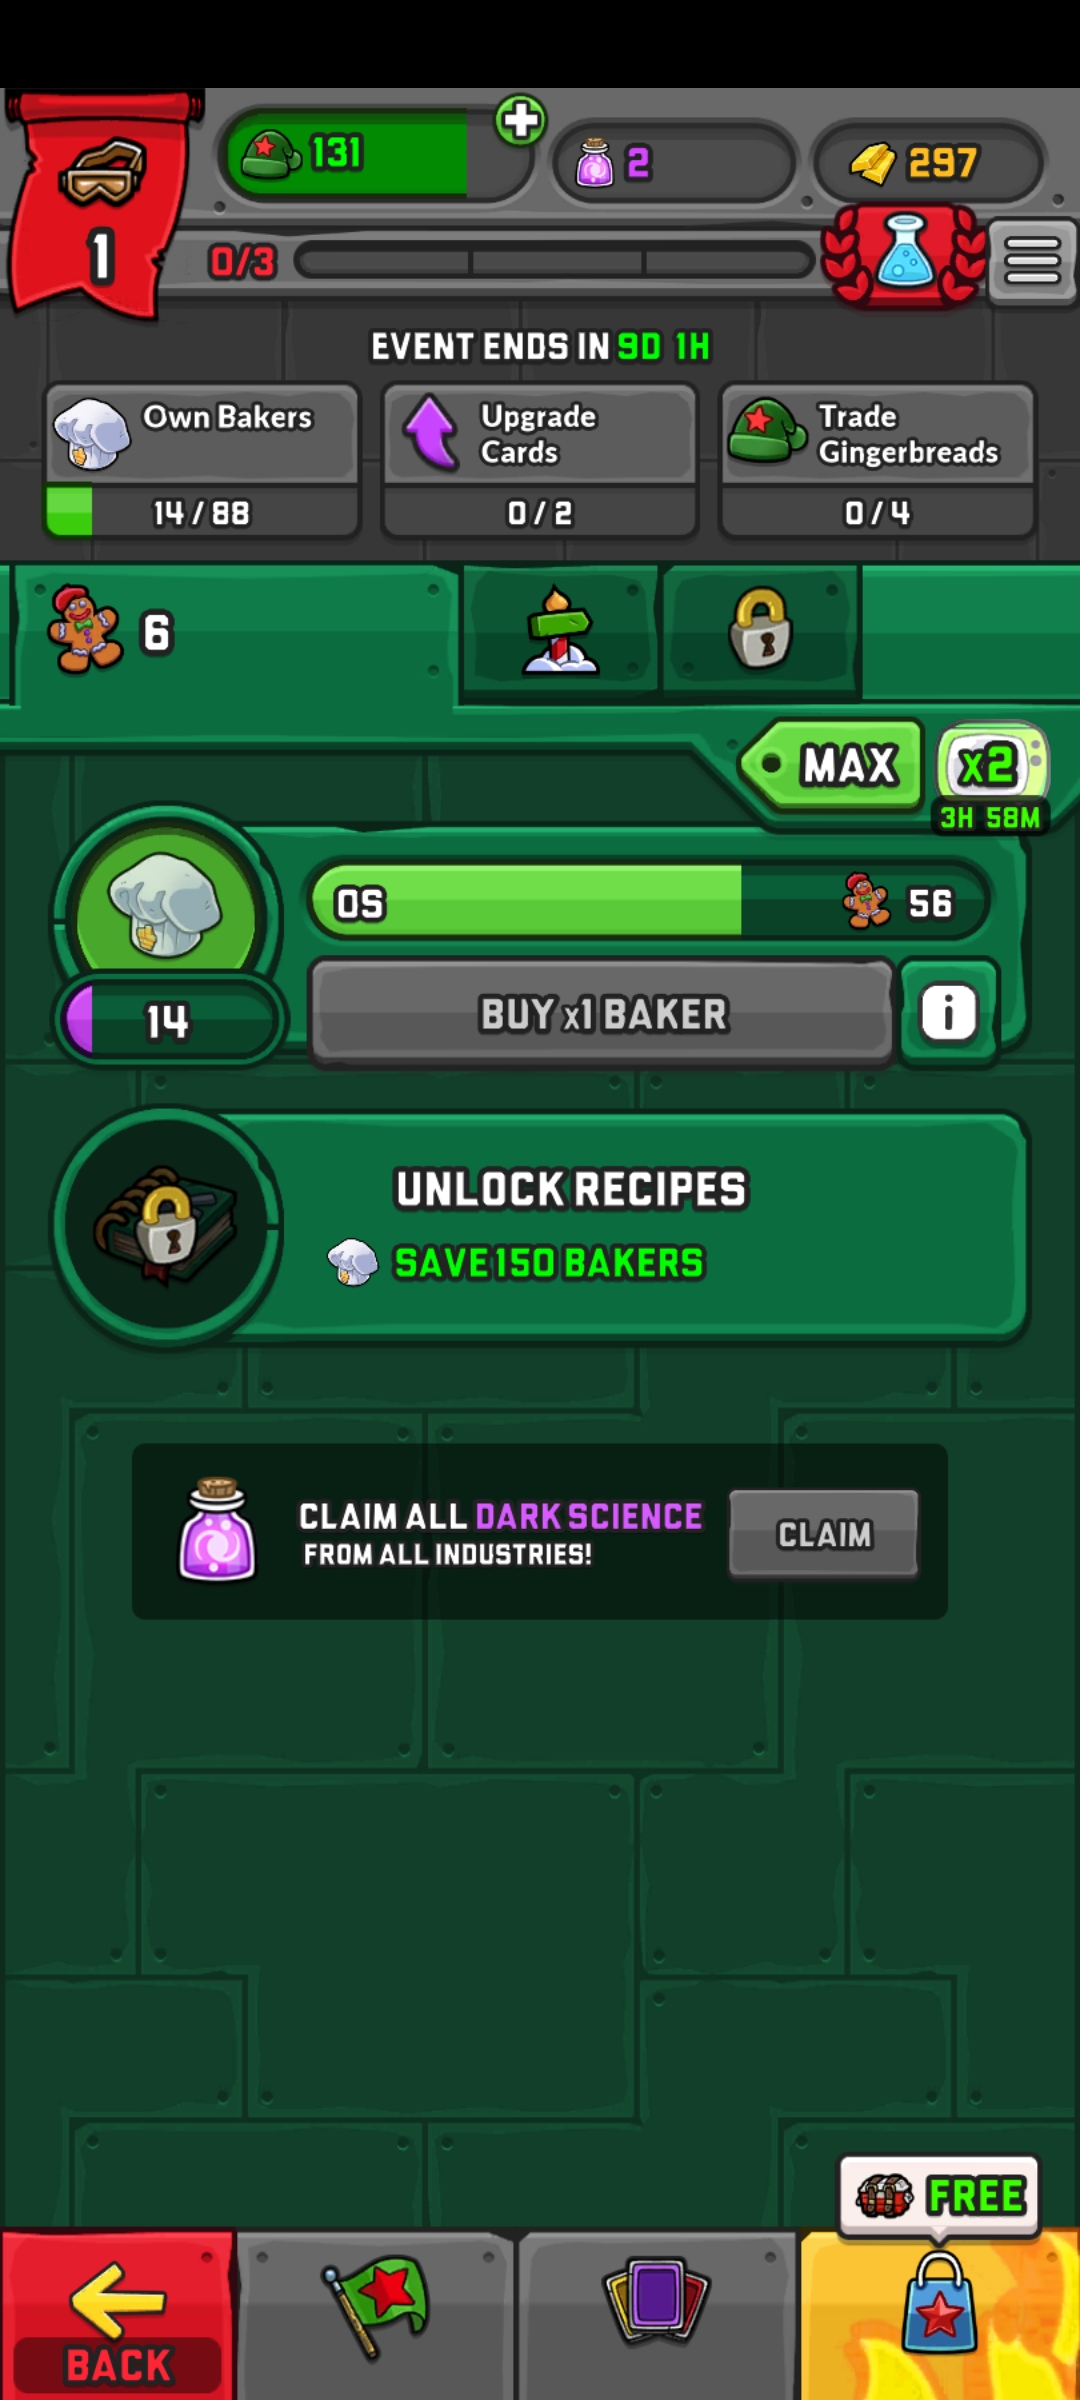 131
2
297
1
0/3
EVENT ENDS IN 9D 1H
Own Bakers
14/88
Upgrade
Cards
0/2
Trade
Gingerbreads
0/4
6
MAX
x2
3H 58M
0S
56
14
BUY x1 BAKER
i
UNLOCK RECIPES
SAVE 150 BAKERS
CLAIM ALL DARK SCIENCE
FROM ALL INDUSTRIES!
CLAIM
FREE
BACK